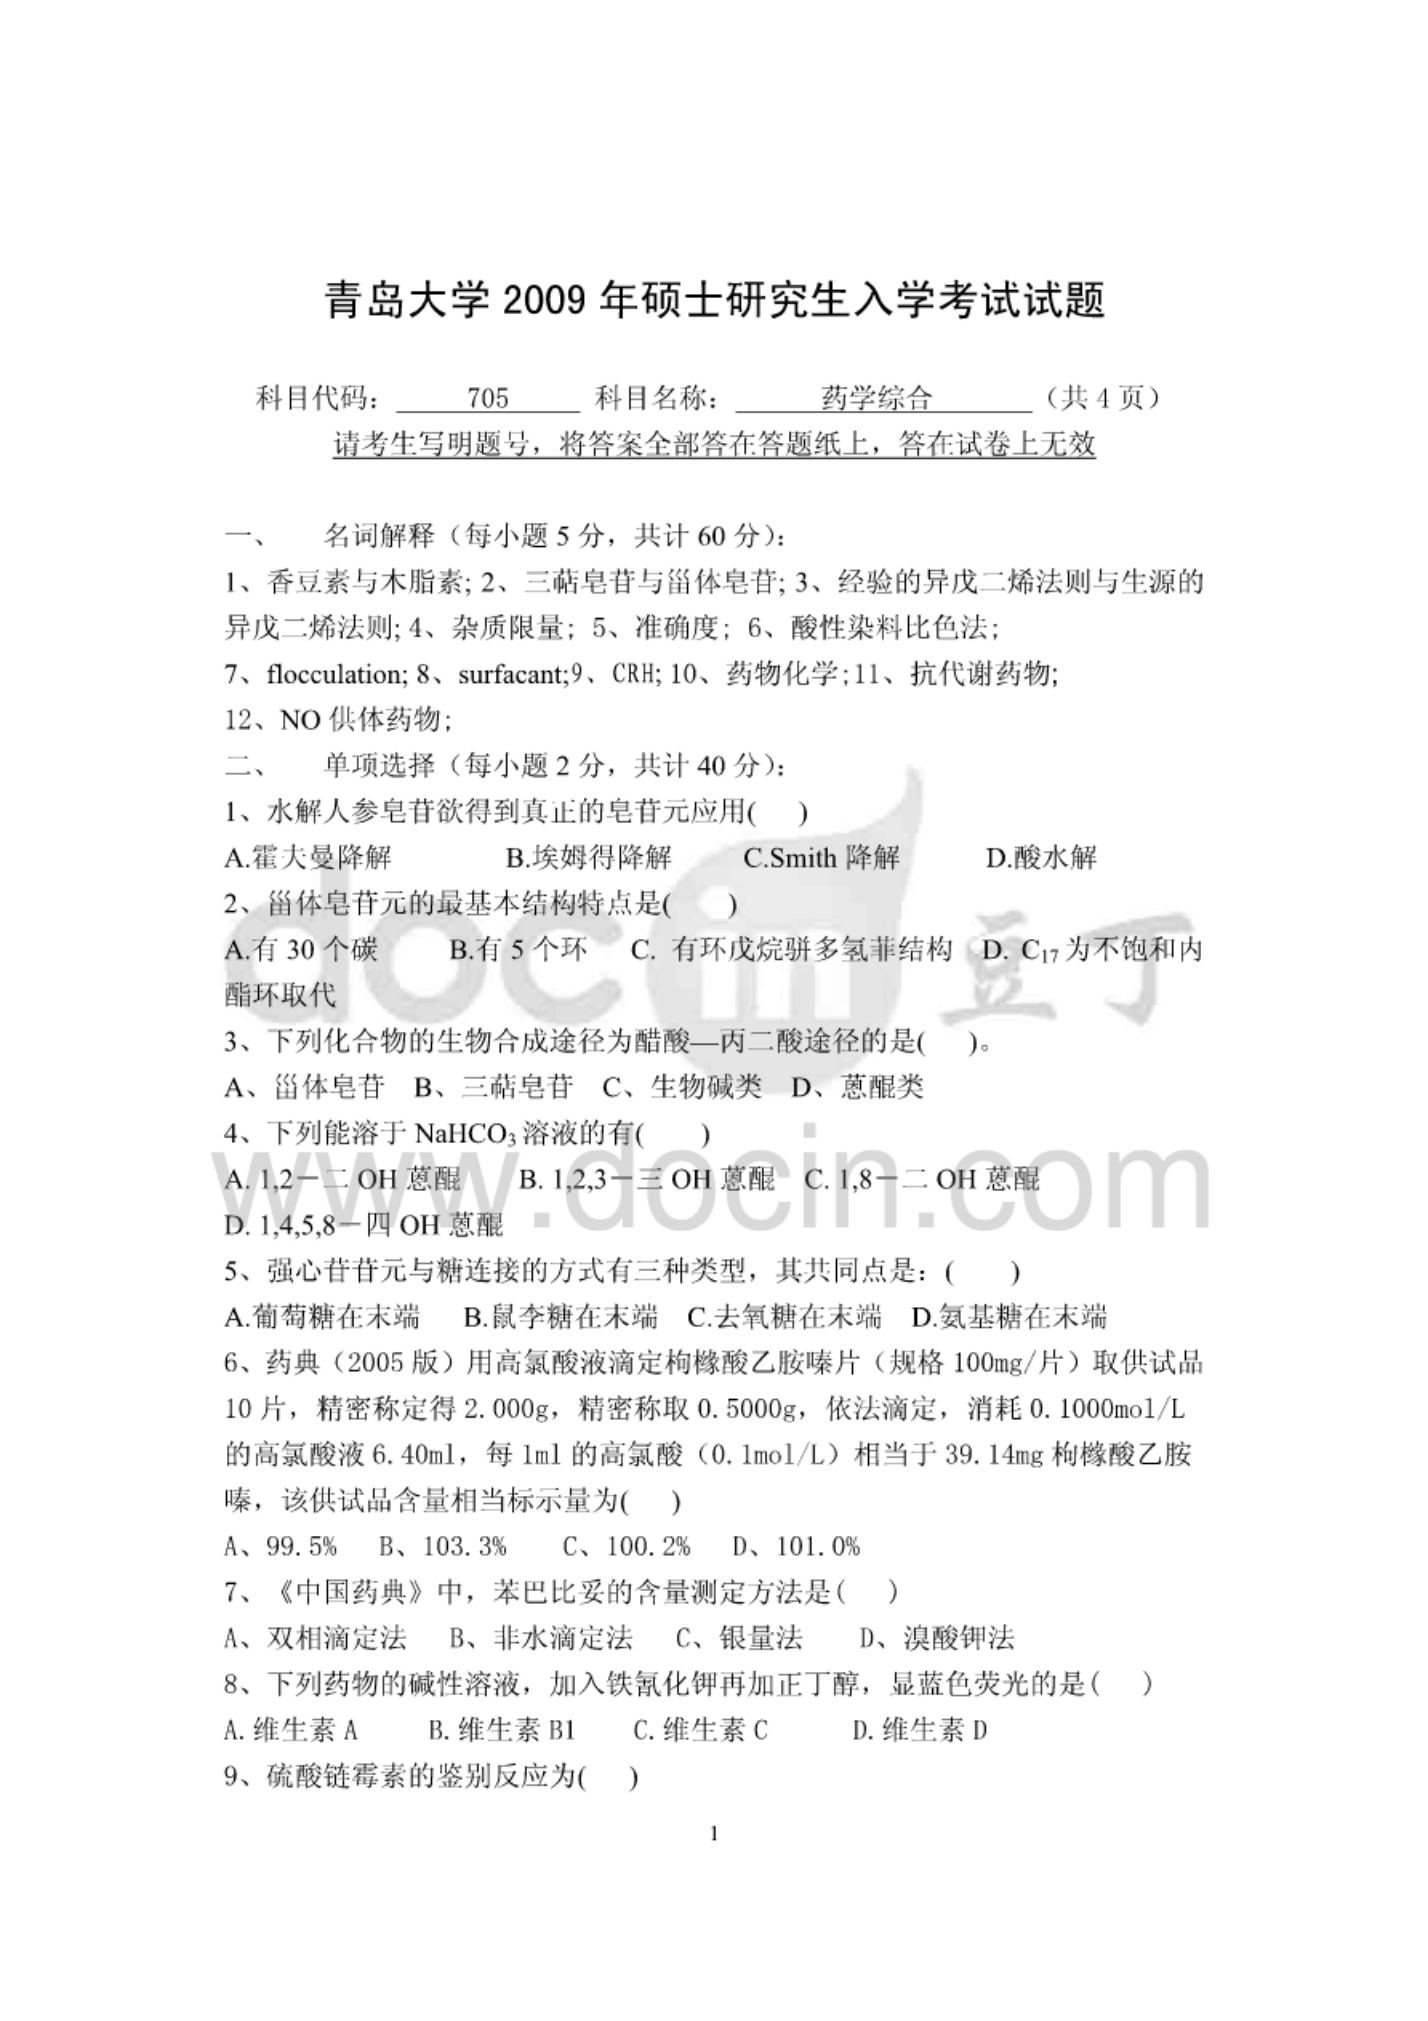 青岛大学 2009 年硕士研究生入学考试试题
科目代码: 705 科目名称: 药学综合 (共 4 页)
请考生写明题号，将答案全部答在答题纸上，答在试卷上无效
一、 名词解释（每小题 5 分，共计 60 分）:
1、香豆素与木脂素; 2、三萜皂苷与甾体皂苷; 3、经验的异戊二烯法则与生源的
异戊二烯法则; 4、杂质限量; 5、准确度; 6、酸性染料比色法;
7、flocculation; 8、surfacant;9、CRH; 10、药物化学;11、抗代谢药物;
12、NO 供体药物;
二、 单项选择（每小题 2 分，共计 40 分）:
1、水解人参皂苷欲得到真正的皂苷元应用( )
A.霍夫曼降解 B.埃姆得降解 C.Smith 降解 D.酸水解
2、甾体皂苷元的最基本结构特点是( )
A.有 30 个碳 B.有 5 个环 C. 有环戊烷骈多氢菲结构 D. C₁₇为不饱和内
酯环取代
3、下列化合物的生物合成途径为醋酸—丙二酸途径的是( )。
A、甾体皂苷 B、三萜皂苷 C、生物碱类 D、蒽醌类
4、下列能溶于 NaHCO₃溶液的有( )
A. 1,2－二 OH 蒽醌 B. 1,2,3－三 OH 蒽醌 C. 1,8－二 OH 蒽醌
D. 1,4,5,8－四 OH 蒽醌
5、强心苷苷元与糖连接的方式有三种类型，其共同点是：( )
A.葡萄糖在末端 B.鼠李糖在末端 C.去氧糖在末端 D.氨基糖在末端
6、药典（2005 版）用高氯酸液滴定枸橼酸乙胺嗪片（规格 100mg/片）取供试品
10 片，精密称定得 2.000g，精密称取 0.5000g，依法滴定，消耗 0.1000mol/L
的高氯酸液 6.40ml，每 1ml 的高氯酸（0.1mol/L）相当于 39.14mg 枸橼酸乙胺
嗪，该供试品含量相当标示量为( )
A、99.5% B、103.3% C、100.2% D、101.0%
7、《中国药典》中，苯巴比妥的含量测定方法是( )
A、双相滴定法 B、非水滴定法 C、银量法 D、溴酸钾法
8、下列药物的碱性溶液，加入铁氰化钾再加正丁醇，显蓝色荧光的是( )
A.维生素 A B.维生素 B1 C.维生素 C D.维生素 D
9、硫酸链霉素的鉴别反应为( )
1
docin 豆丁
www.docin.com